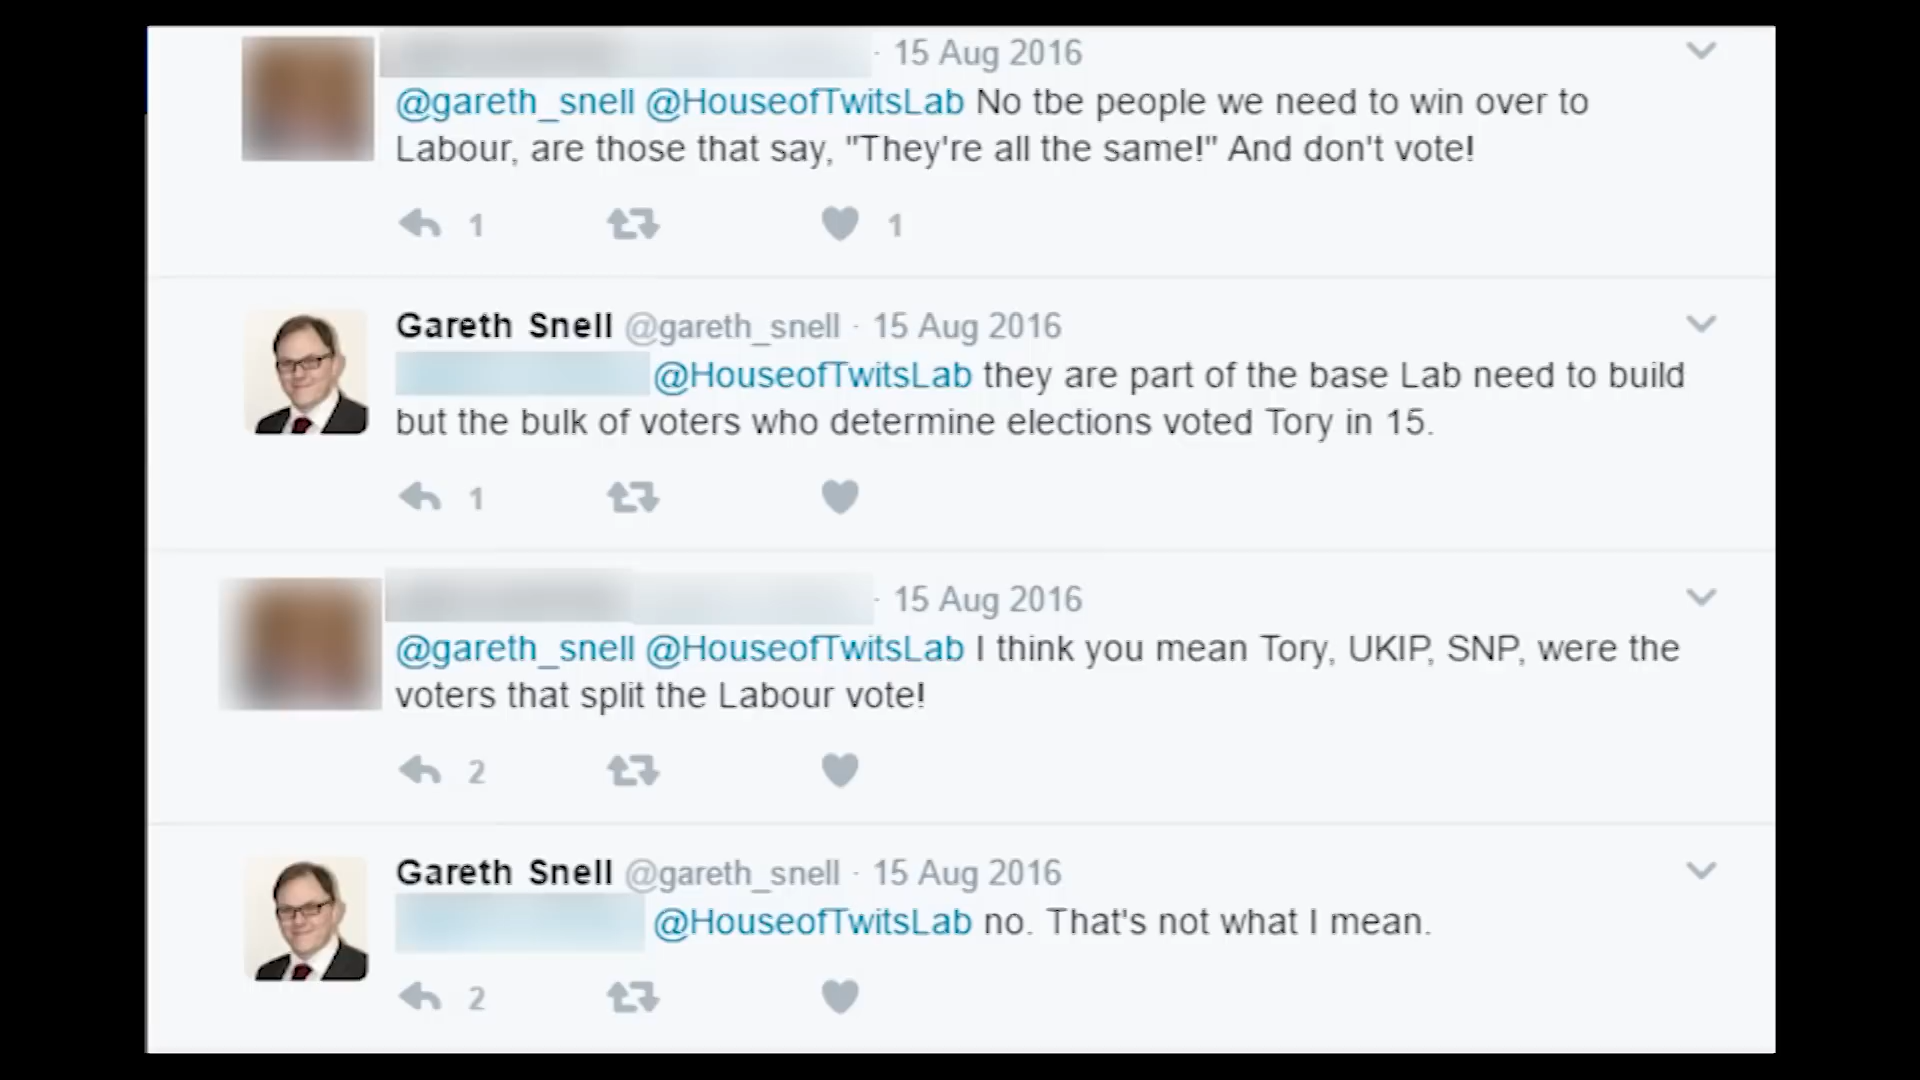 · 15 Aug 2016
@gareth_snell @HouseofTwitsLab No tbe people we need to win over to
Labour, are those that say, "They're all the same!" And don't vote!
1 1
Gareth Snell @gareth_snell · 15 Aug 2016
@HouseofTwitsLab they are part of the base Lab need to build
but the bulk of voters who determine elections voted Tory in 15.
1
· 15 Aug 2016
@gareth_snell @HouseofTwitsLab I think you mean Tory, UKIP, SNP, were the
voters that split the Labour vote!
2
Gareth Snell @gareth_snell · 15 Aug 2016
@HouseofTwitsLab no. That's not what I mean.
2